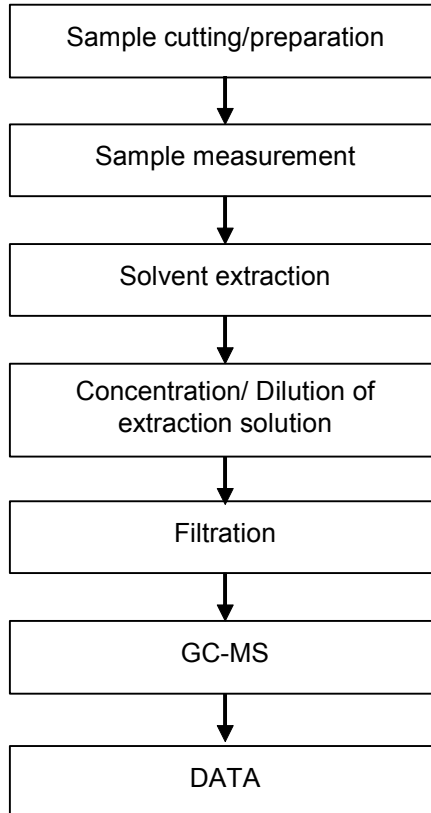 Sample cutting/preparation
Sample measurement
Solvent extraction
Concentration/ Dilution of
extraction solution
Filtration
GC-MS
DATA